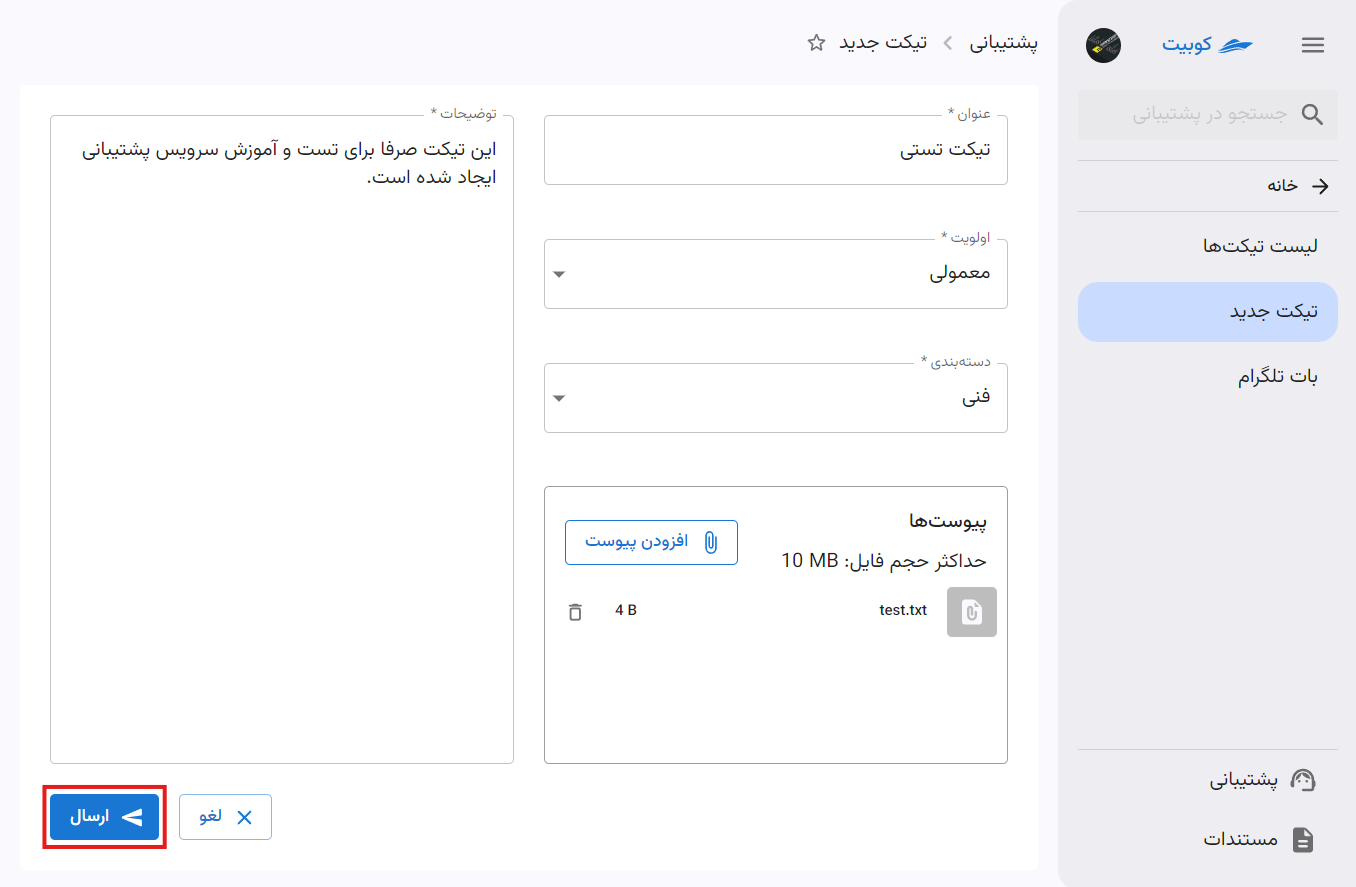 کوبیت
جستجو در پشتیبانی
خانه
لیست تیکت‌ها
تیکت جدید
بات تلگرام
پشتیبانی
مستندات
پشتیبانی
تیکت جدید
عنوان *
تیکت تستی
اولویت *
معمولی
دسته‌بندی *
فنی
پیوست‌ها
حداکثر حجم فایل: 10 MB
افزودن پیوست
test.txt
4 B
توضیحات *
این تیکت صرفا برای تست و آموزش سرویس پشتیبانی
ایجاد شده است.
لغو
ارسال